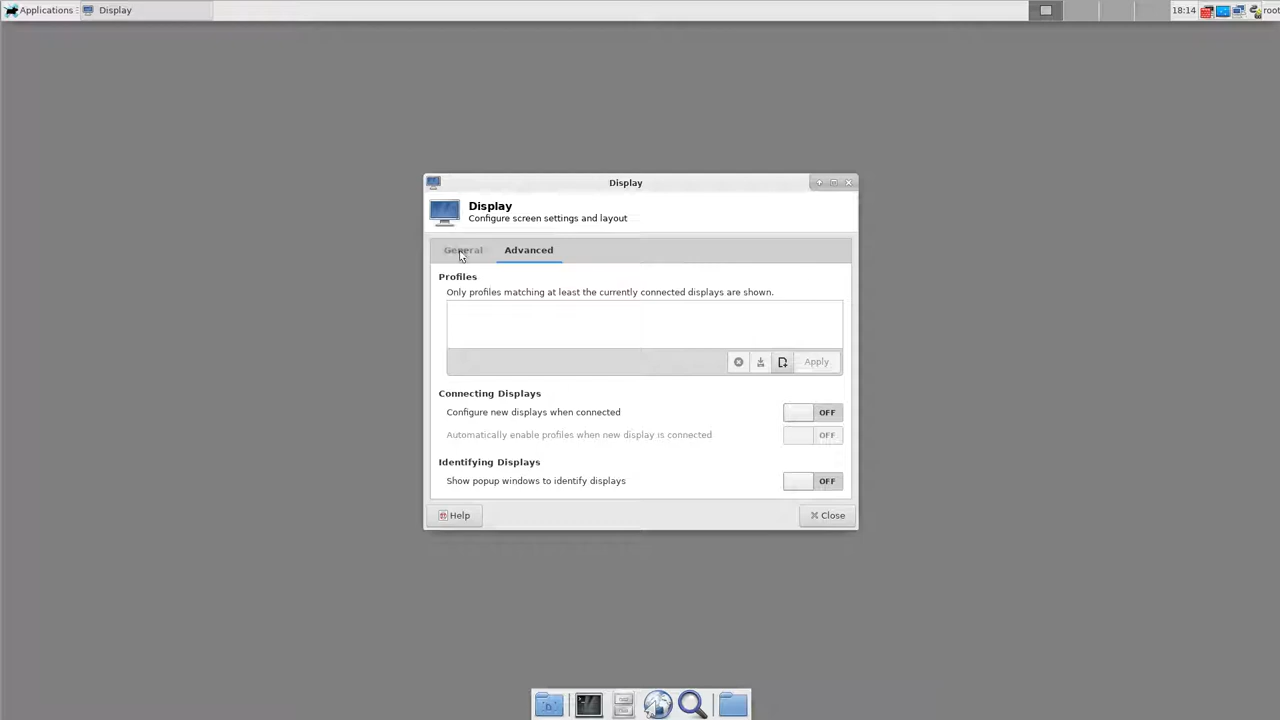 Applications Display 18:14 root
Display
Display
Configure screen settings and layout
General Advanced
Profiles
Only profiles matching at least the currently connected displays are shown.
Apply
Connecting Displays
Configure new displays when connected OFF
Automatically enable profiles when new display is connected OFF
Identifying Displays
Show popup windows to identify displays OFF
Help Close